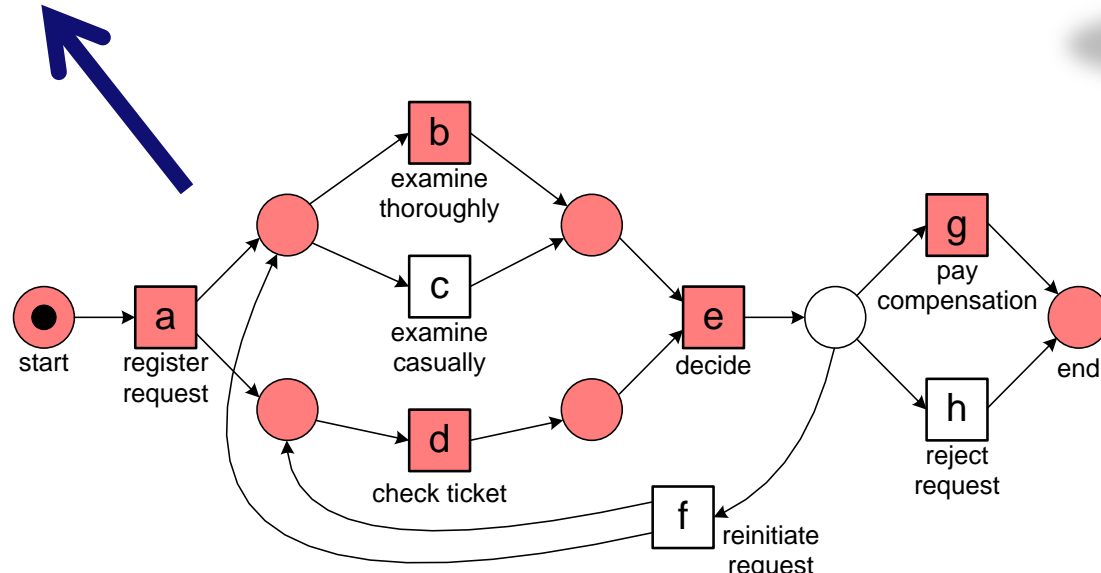 b
examine
thoroughly
c
examine
casually
start
a
register
request
d
check ticket
e
decide
f
reinitiate
request
g
pay
compensation
h
reject
request
end